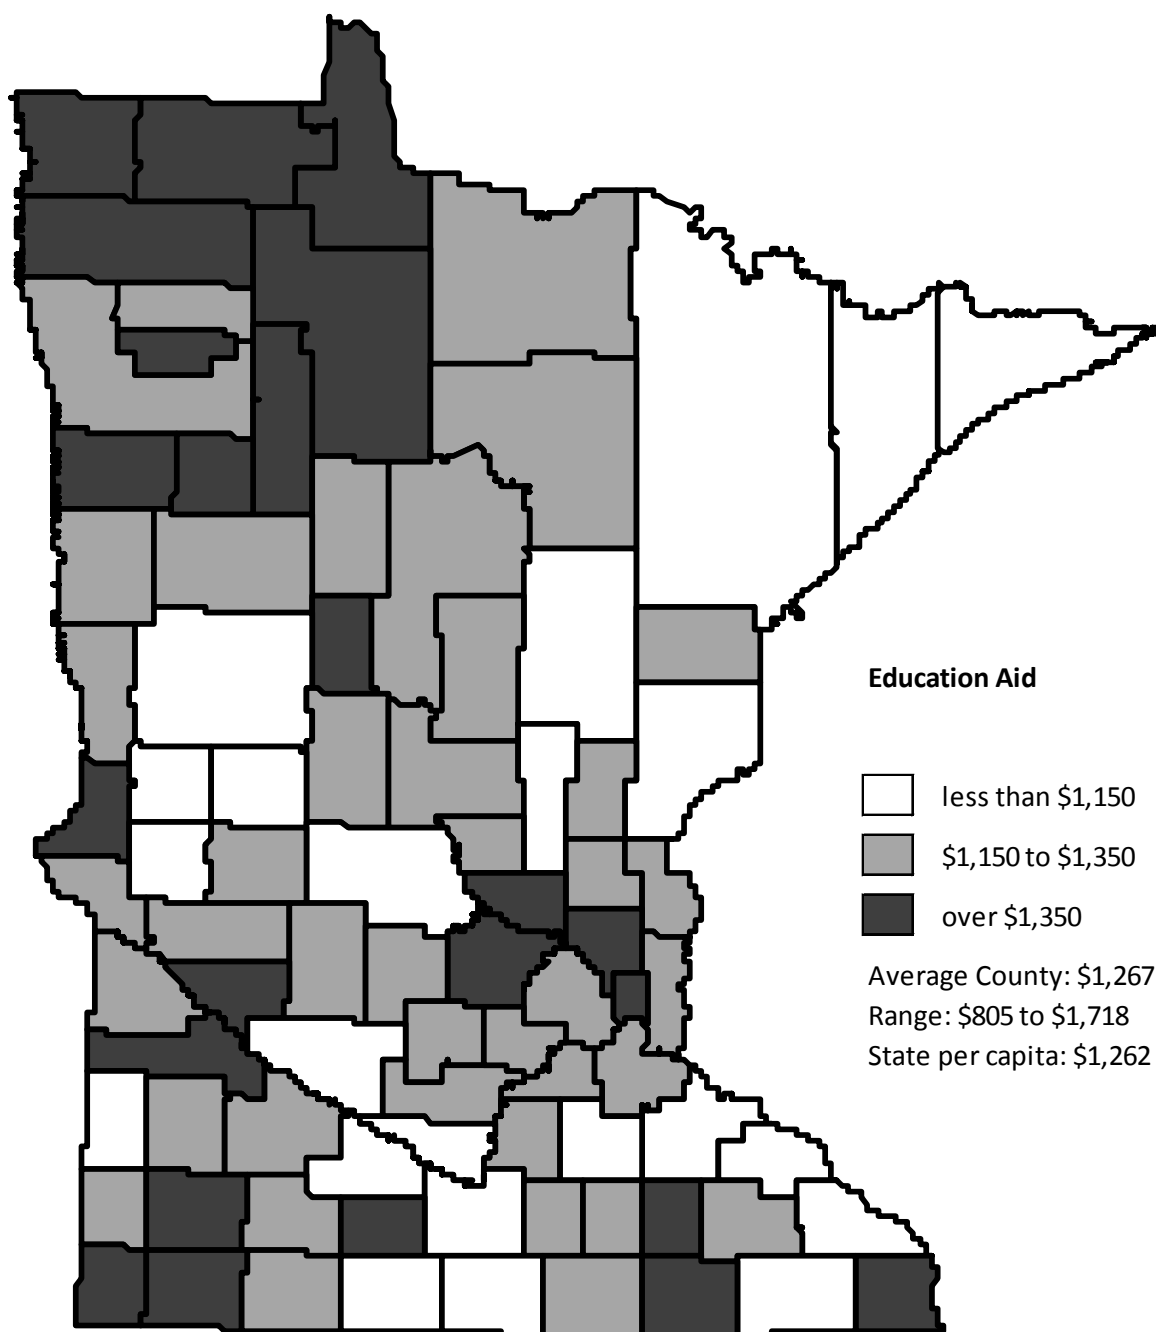 Education Aid
less than $1,150
$1,150 to $1,350
over $1,350
Average County: $1,267
Range: $805 to $1,718
State per capita: $1,262